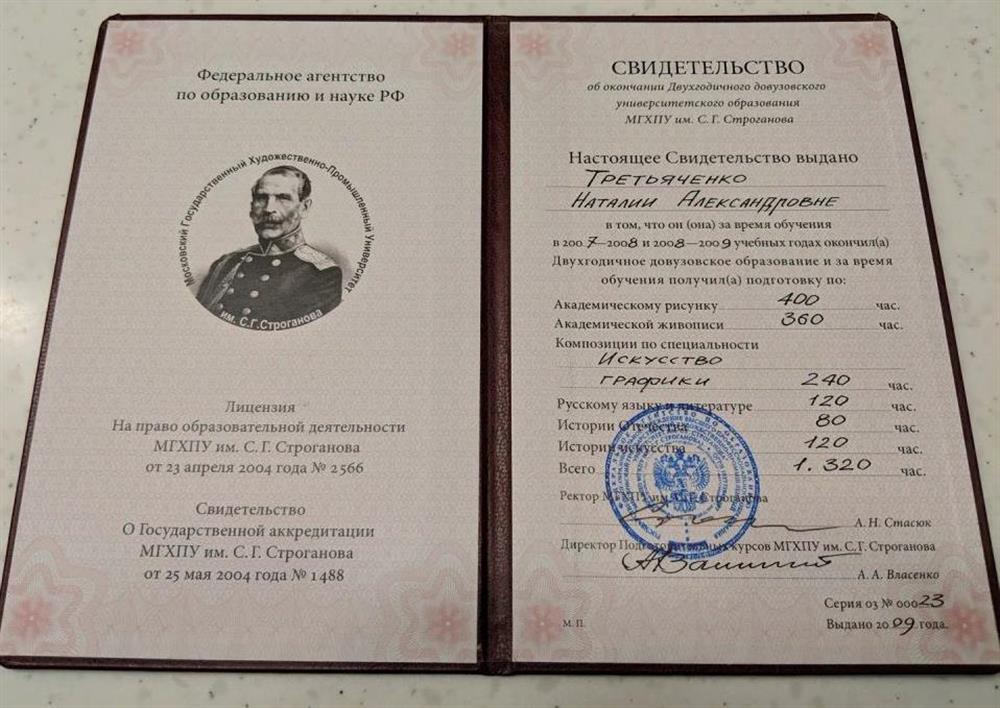 Федеральное агентство
по образованию и науке РФ
Московский Государственный Художественно-Промышленный Университет
им. С.Г.Строганова
Лицензия
На право образовательной деятельности
МГХПУ им. С. Г. Строганова
от 23 апреля 2004 года № 2566
Свидетельство
О Государственной аккредитации
МГХПУ им. С. Г. Строганова
от 25 мая 2004 года № 1488
СВИДЕТЕЛЬСТВО
об окончании Двухгодичного довузовского
университетского образования
МГХПУ им. С. Г. Строганова
Настоящее Свидетельство выдано
Третьяченко
Наталии Александровне
в том, что он (она) за время обучения
в 2007—2008 и 2008—2009 учебных годах окончил(а)
Двухгодичное довузовское образование и за время
обучения получил(а) подготовку по:
Академическому рисунку 400 час.
Академической живописи 360 час.
Композиции по специальности
Искусство
графики 240 час.
Русскому языку и литературе 120 час.
Истории Отечества 80 час.
Истории искусства 120 час.
Всего 1.320 час.
Ректор МГХПУ им. С.Г. Строганова
А. Н. Стасюк
Директор Подготовительных курсов МГХПУ им. С. Г. Строганова
А. А. Власенко
Серия 03 № 00023
М. П.
Выдано 2009 года.